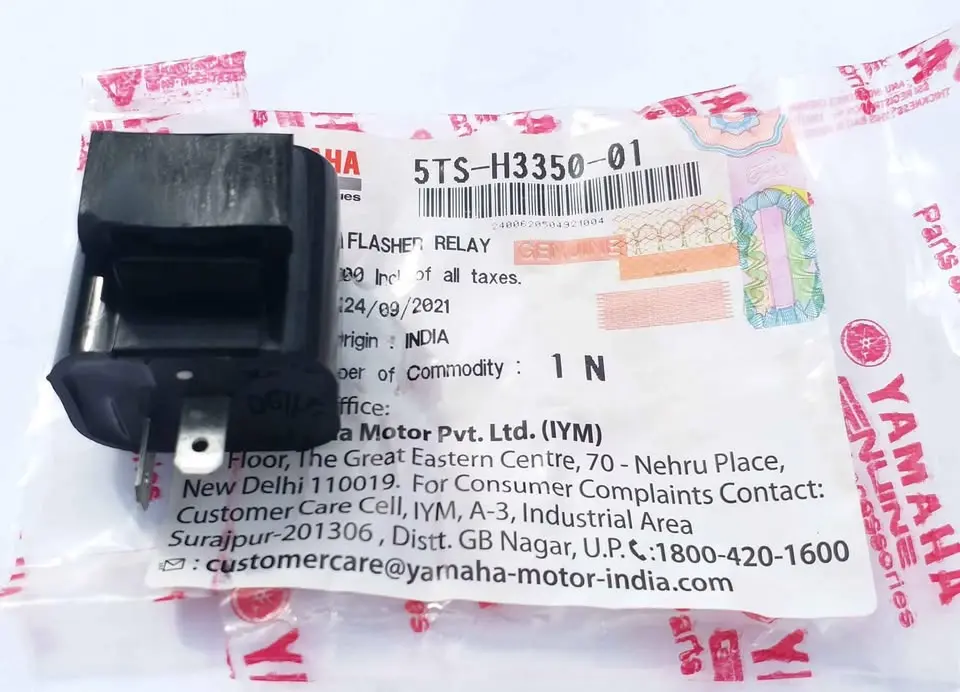 AHA
5TS-H3350-01
2400620504921004
FLASHER RELAY
GENUINE
00 Incl of all taxes.
24/09/2021
rigin : INDIA
ber of Commodity : 1 N
ffice:
a Motor Pvt. Ltd. (IYM)
Floor, The Great Eastern Centre, 70 - Nehru Place,
New Delhi 110019. For Consumer Complaints Contact:
Customer Care Cell, IYM, A-3, Industrial Area
Surajpur-201306 , Distt. GB Nagar, U.P. :1800-420-1600
: customercare@yamaha-motor-india.com
Parts
YAMAHA
GENUINE
Accessories